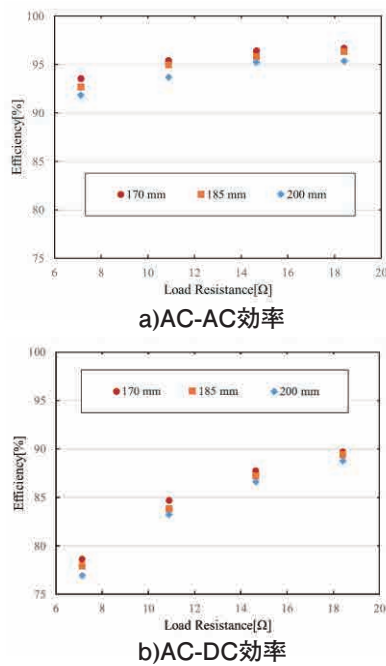 100
95
90
85
80
75
Efficiency[%]
170 mm 185 mm 200 mm
6 8 10 12 14 16 18 20
Load Resistance[Ω]
a)AC-AC効率
100
95
90
85
80
75
Efficiency[%]
170 mm 185 mm 200 mm
6 8 10 12 14 16 18 20
Load Resistance[Ω]
b)AC-DC効率